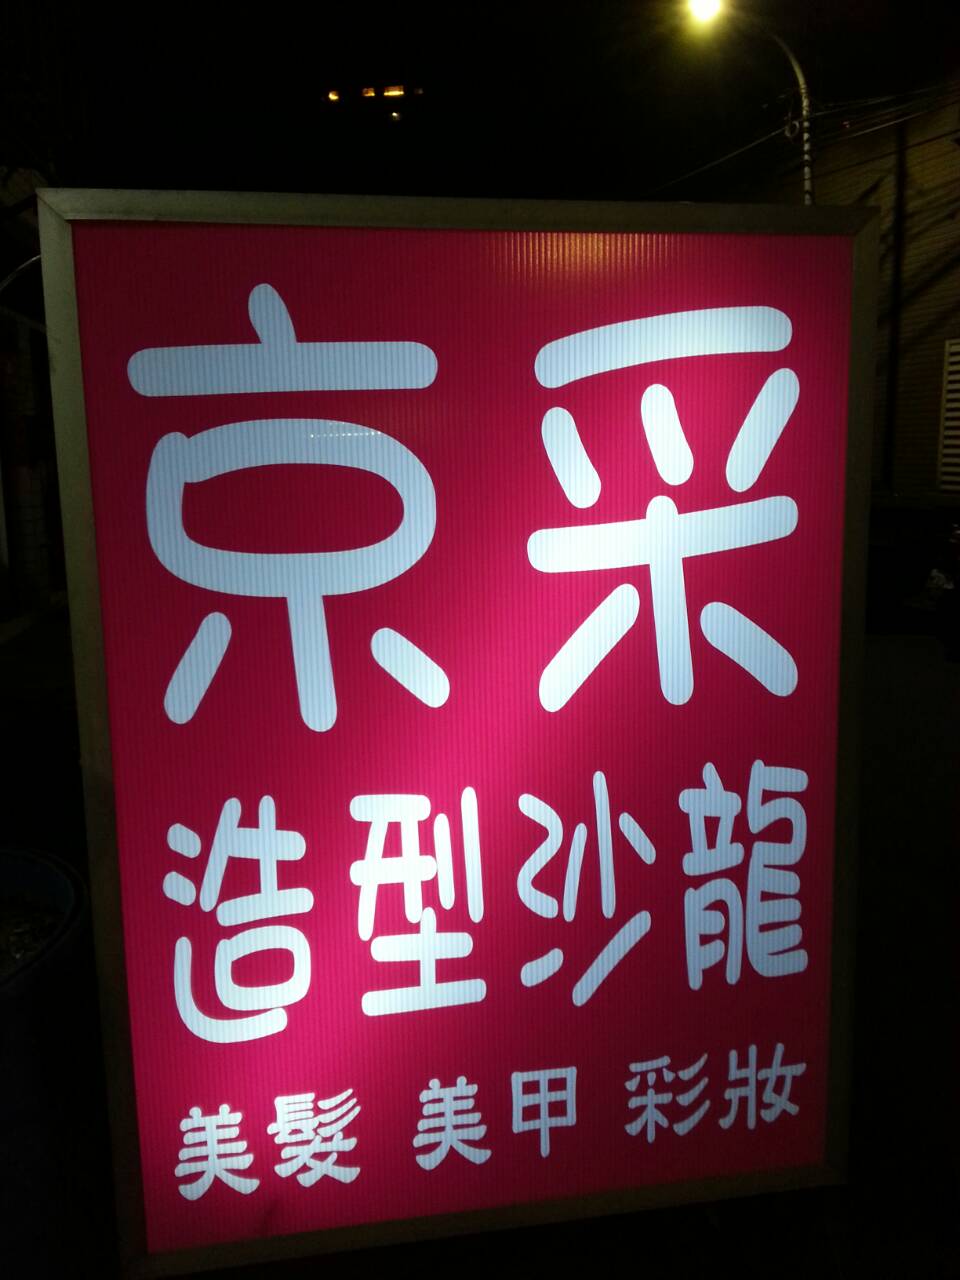 京采
造型沙龍
美髮 美甲 彩妝